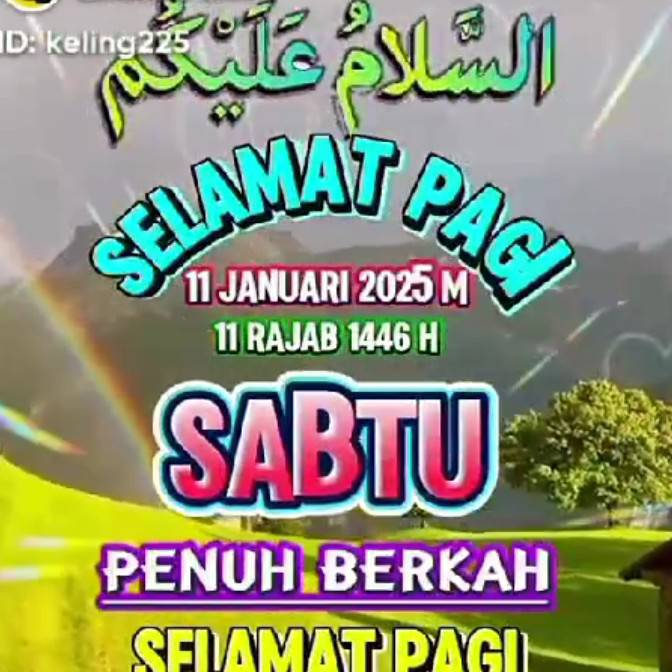 ID: keling225
السَّلَامُ عَلَيْكُم
SELAMAT PAGI
11 JANUARI 2025 M
11 RAJAB 1446 H
SABTU
PENUH BERKAH
SELAMAT PAGI